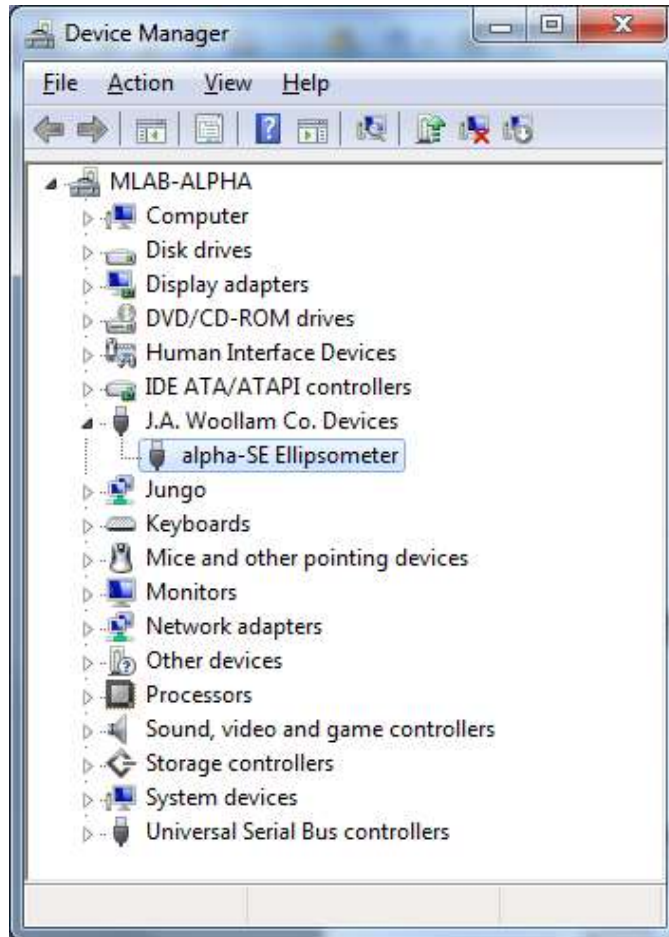 Device Manager
File Action View Help
MLAB-ALPHA
Computer
Disk drives
Display adapters
DVD/CD-ROM drives
Human Interface Devices
IDE ATA/ATAPI controllers
J.A. Woollam Co. Devices
alpha-SE Ellipsometer
Jungo
Keyboards
Mice and other pointing devices
Monitors
Network adapters
Other devices
Processors
Sound, video and game controllers
Storage controllers
System devices
Universal Serial Bus controllers